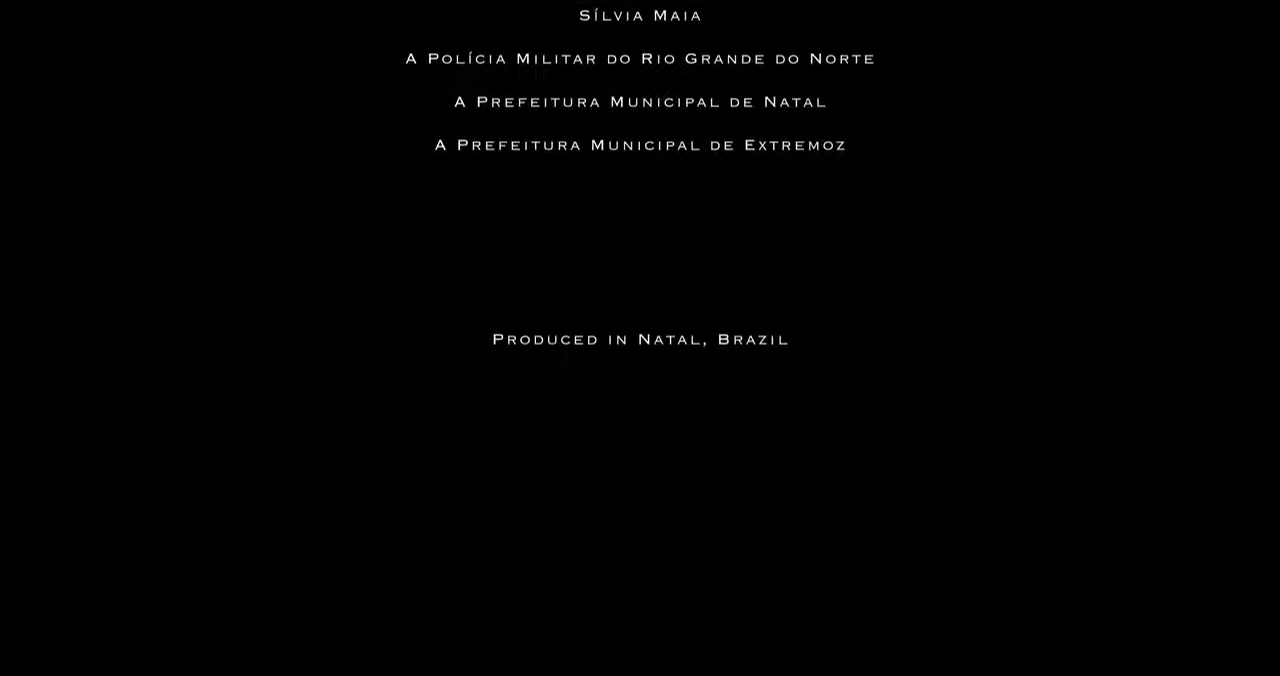 Sílvia Maia
A Polícia Militar do Rio Grande do Norte
A Prefeitura Municipal de Natal
A Prefeitura Municipal de Extremoz
Produced in Natal, Brazil